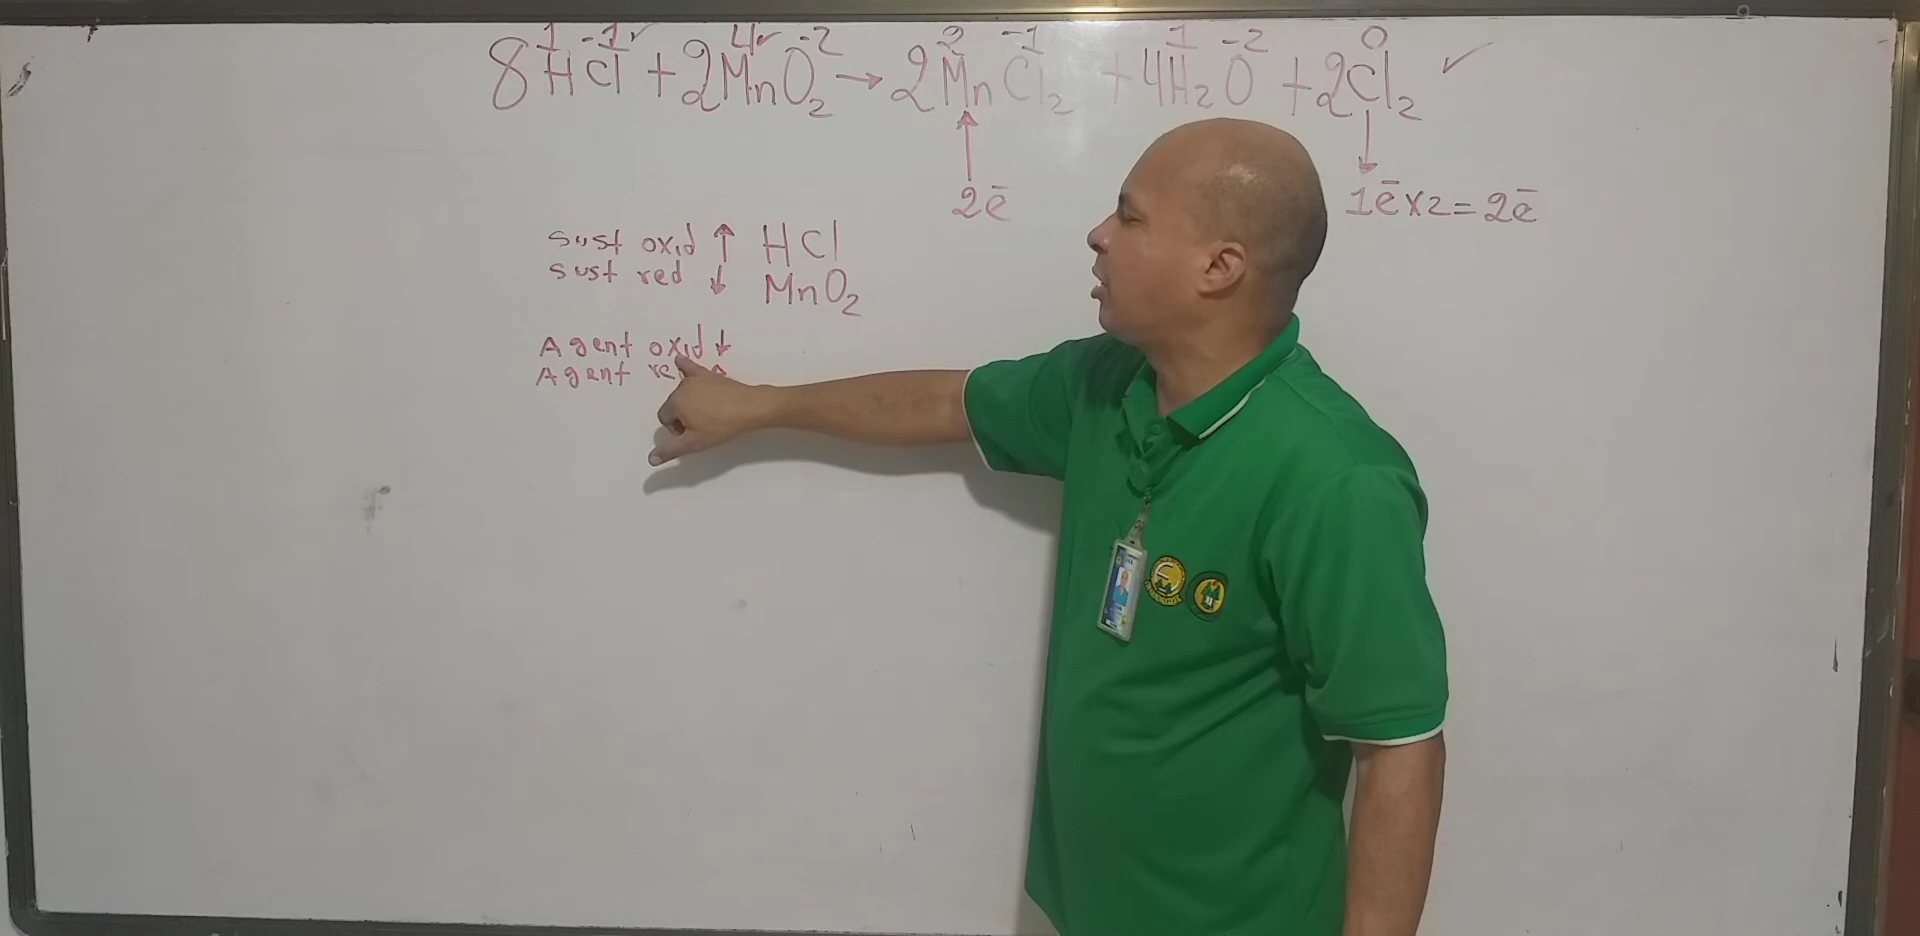 8HCl + 2MnO₂ → 2MnCl₂ + 4H₂O + 2Cl₂ ✓
1 -1✓ 4✓ -2 2 -1 1 -2 0
2ē
1ē×2=2ē
Sust oxid ↑ HCl
Sust red ↓ MnO₂
Agent oxid ↓
Agent